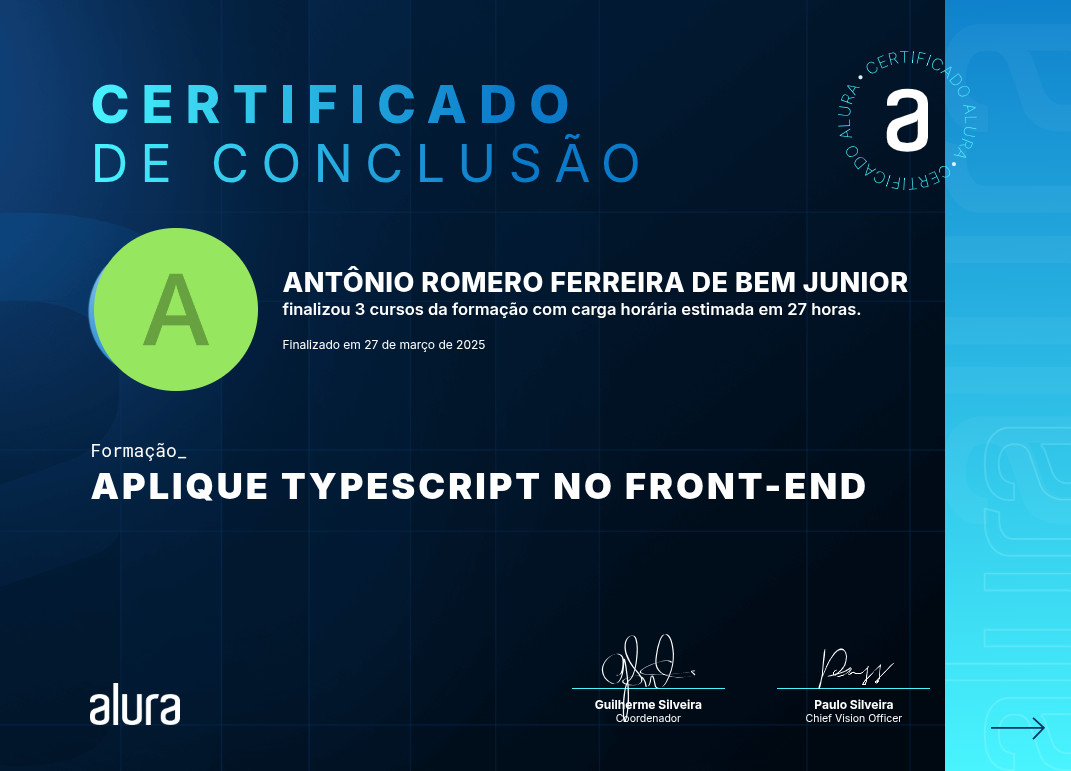 CERTIFICADO
DE CONCLUSÃO
CERTIFICADO ALURA • CERTIFICADO ALURA •
a
A
ANTÔNIO ROMERO FERREIRA DE BEM JUNIOR
finalizou 3 cursos da formação com carga horária estimada em 27 horas.
Finalizado em 27 de março de 2025
Formação_
APLIQUE TYPESCRIPT NO FRONT-END
alura
Guilherme Silveira
Coordenador
Paulo Silveira
Chief Vision Officer
alura